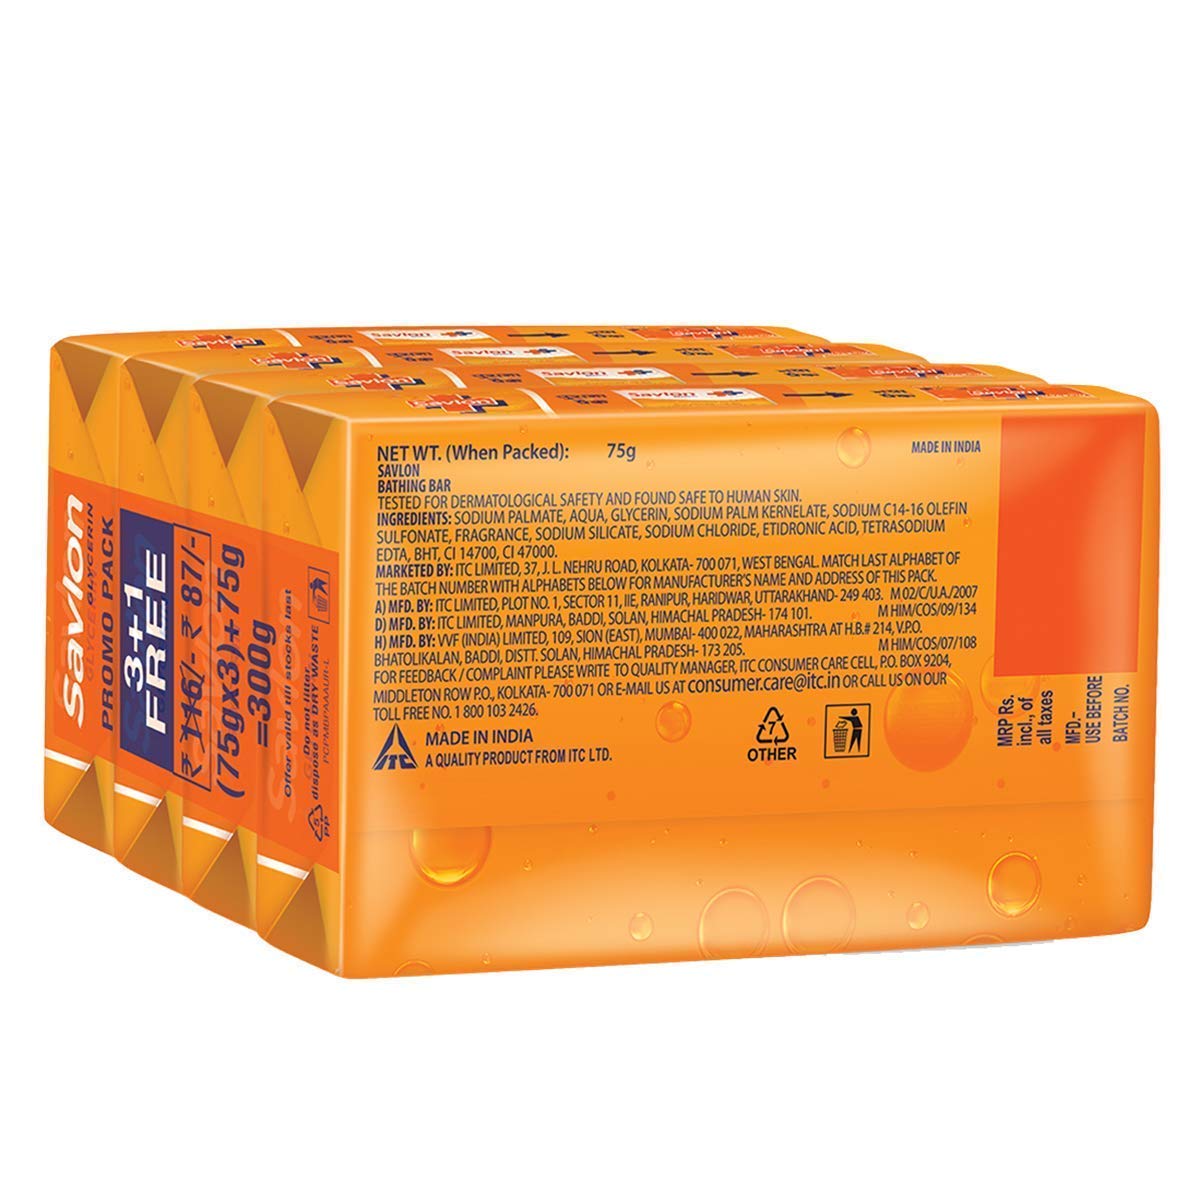 Savlon
GLYCE GLYCERIN
PROMO PACK
3+1
FREE
₹ 116/- ₹ 87/-
(75gx3)+75g
=300g
Offer valid till stocks last
Do not litter,
dispose as DRY WASTE
PCPMBPAAAUR-L
5
PP
savlon
savlon
savlon
savlon
NET WT. (When Packed): 75g
MADE IN INDIA
SAVLON
BATHING BAR
TESTED FOR DERMATOLOGICAL SAFETY AND FOUND SAFE TO HUMAN SKIN.
INGREDIENTS: SODIUM PALMATE, AQUA, GLYCERIN, SODIUM PALM KERNELATE, SODIUM C14-16 OLEFIN
SULFONATE, FRAGRANCE, SODIUM SILICATE, SODIUM CHLORIDE, ETIDRONIC ACID, TETRASODIUM
EDTA, BHT, CI 14700, CI 47000.
MARKETED BY: ITC LIMITED, 37, J. L. NEHRU ROAD, KOLKATA- 700 071, WEST BENGAL. MATCH LAST ALPHABET OF
THE BATCH NUMBER WITH ALPHABETS BELOW FOR MANUFACTURER'S NAME AND ADDRESS OF THIS PACK.
A) MFD. BY: ITC LIMITED, PLOT NO. 1, SECTOR 11, IIE, RANIPUR, HARIDWAR, UTTARAKHAND- 249 403. M 02/C/UA/2007
D) MFD. BY: ITC LIMITED, MANPURA, BADDI, SOLAN, HIMACHAL PRADESH- 174 101. M HIM/COS/09/134
H) MFD. BY: VVF (INDIA) LIMITED, 109, SION (EAST), MUMBAI- 400 022, MAHARASHTRA AT H.B.# 214, V.P.O.
BHATOLIKALAN, BADDI, DISTT. SOLAN, HIMACHAL PRADESH- 173 205. M HIM/COS/07/108
FOR FEEDBACK / COMPLAINT PLEASE WRITE TO QUALITY MANAGER, ITC CONSUMER CARE CELL, P.O. BOX 9204,
MIDDLETON ROW P.O., KOLKATA- 700 071 OR E-MAIL US AT consumer.care@itc.in OR CALL US ON OUR
TOLL FREE NO. 1 800 103 2426.
ITC
MADE IN INDIA
A QUALITY PRODUCT FROM ITC LTD.
7
OTHER
MRP Rs.
incl., of
all taxes
MFD.-
USE BEFORE
BATCH NO.